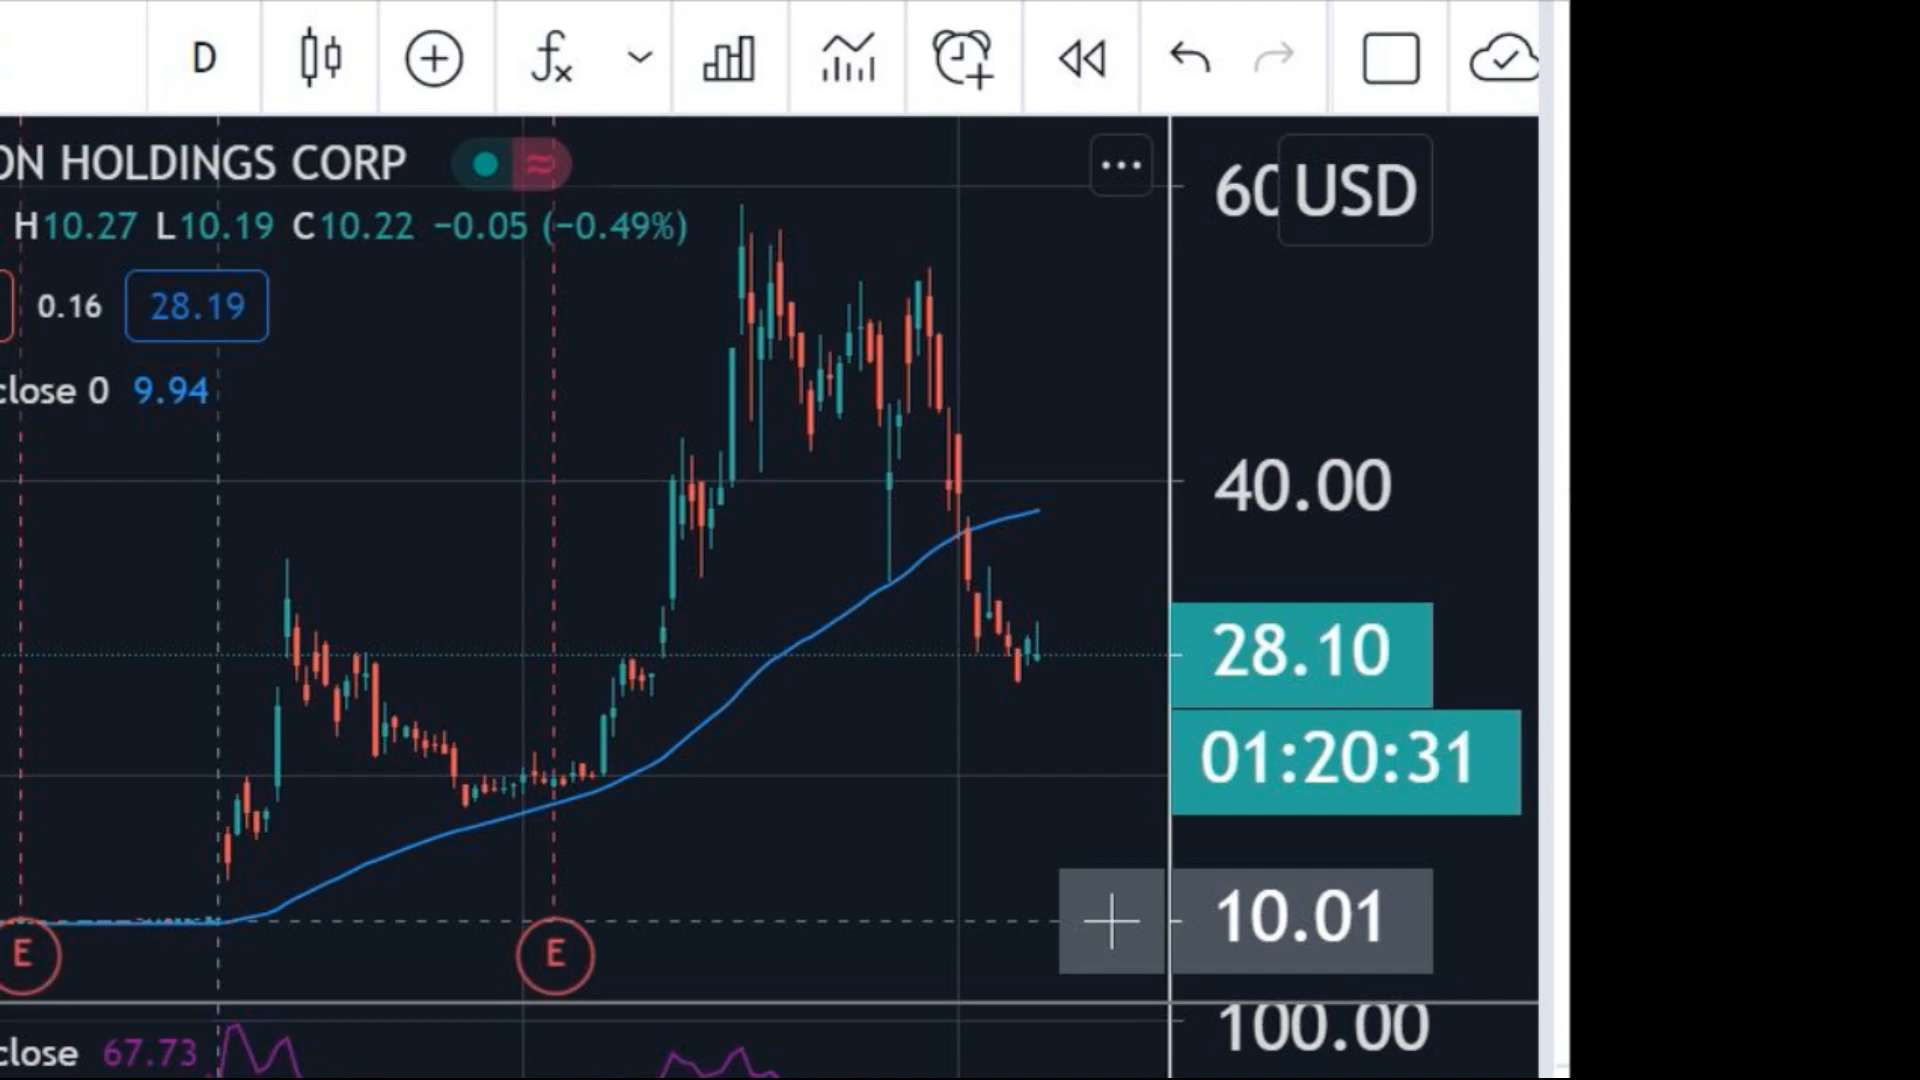 D
ON HOLDINGS CORP
H10.27 L10.19 C10.22 −0.05 (−0.49%)
0.16 28.19
close 0 9.94
60 USD
40.00
28.10
01:20:31
10.01
E E
100.00
close 67.73